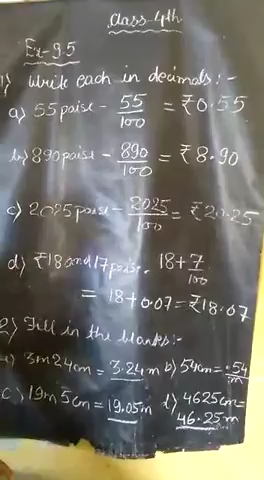 Class-4th
Ex-9.5
1) Write each in decimals:-
a) 55 paise - 55/100 = ₹0.55
b) 890 paise - 890/100 = ₹8.90
c) 2025 paise - 2025/100 = ₹20.25
d) ₹18 and 7 paise. 18+7/100
= 18+0.07 = ₹18.07
2) Fill in the blanks:-
a) 3m 24cm = 3.24m b) 54cm = .54 m
c) 19m 5cm = 19.05m d) 4625cm =
46.25m